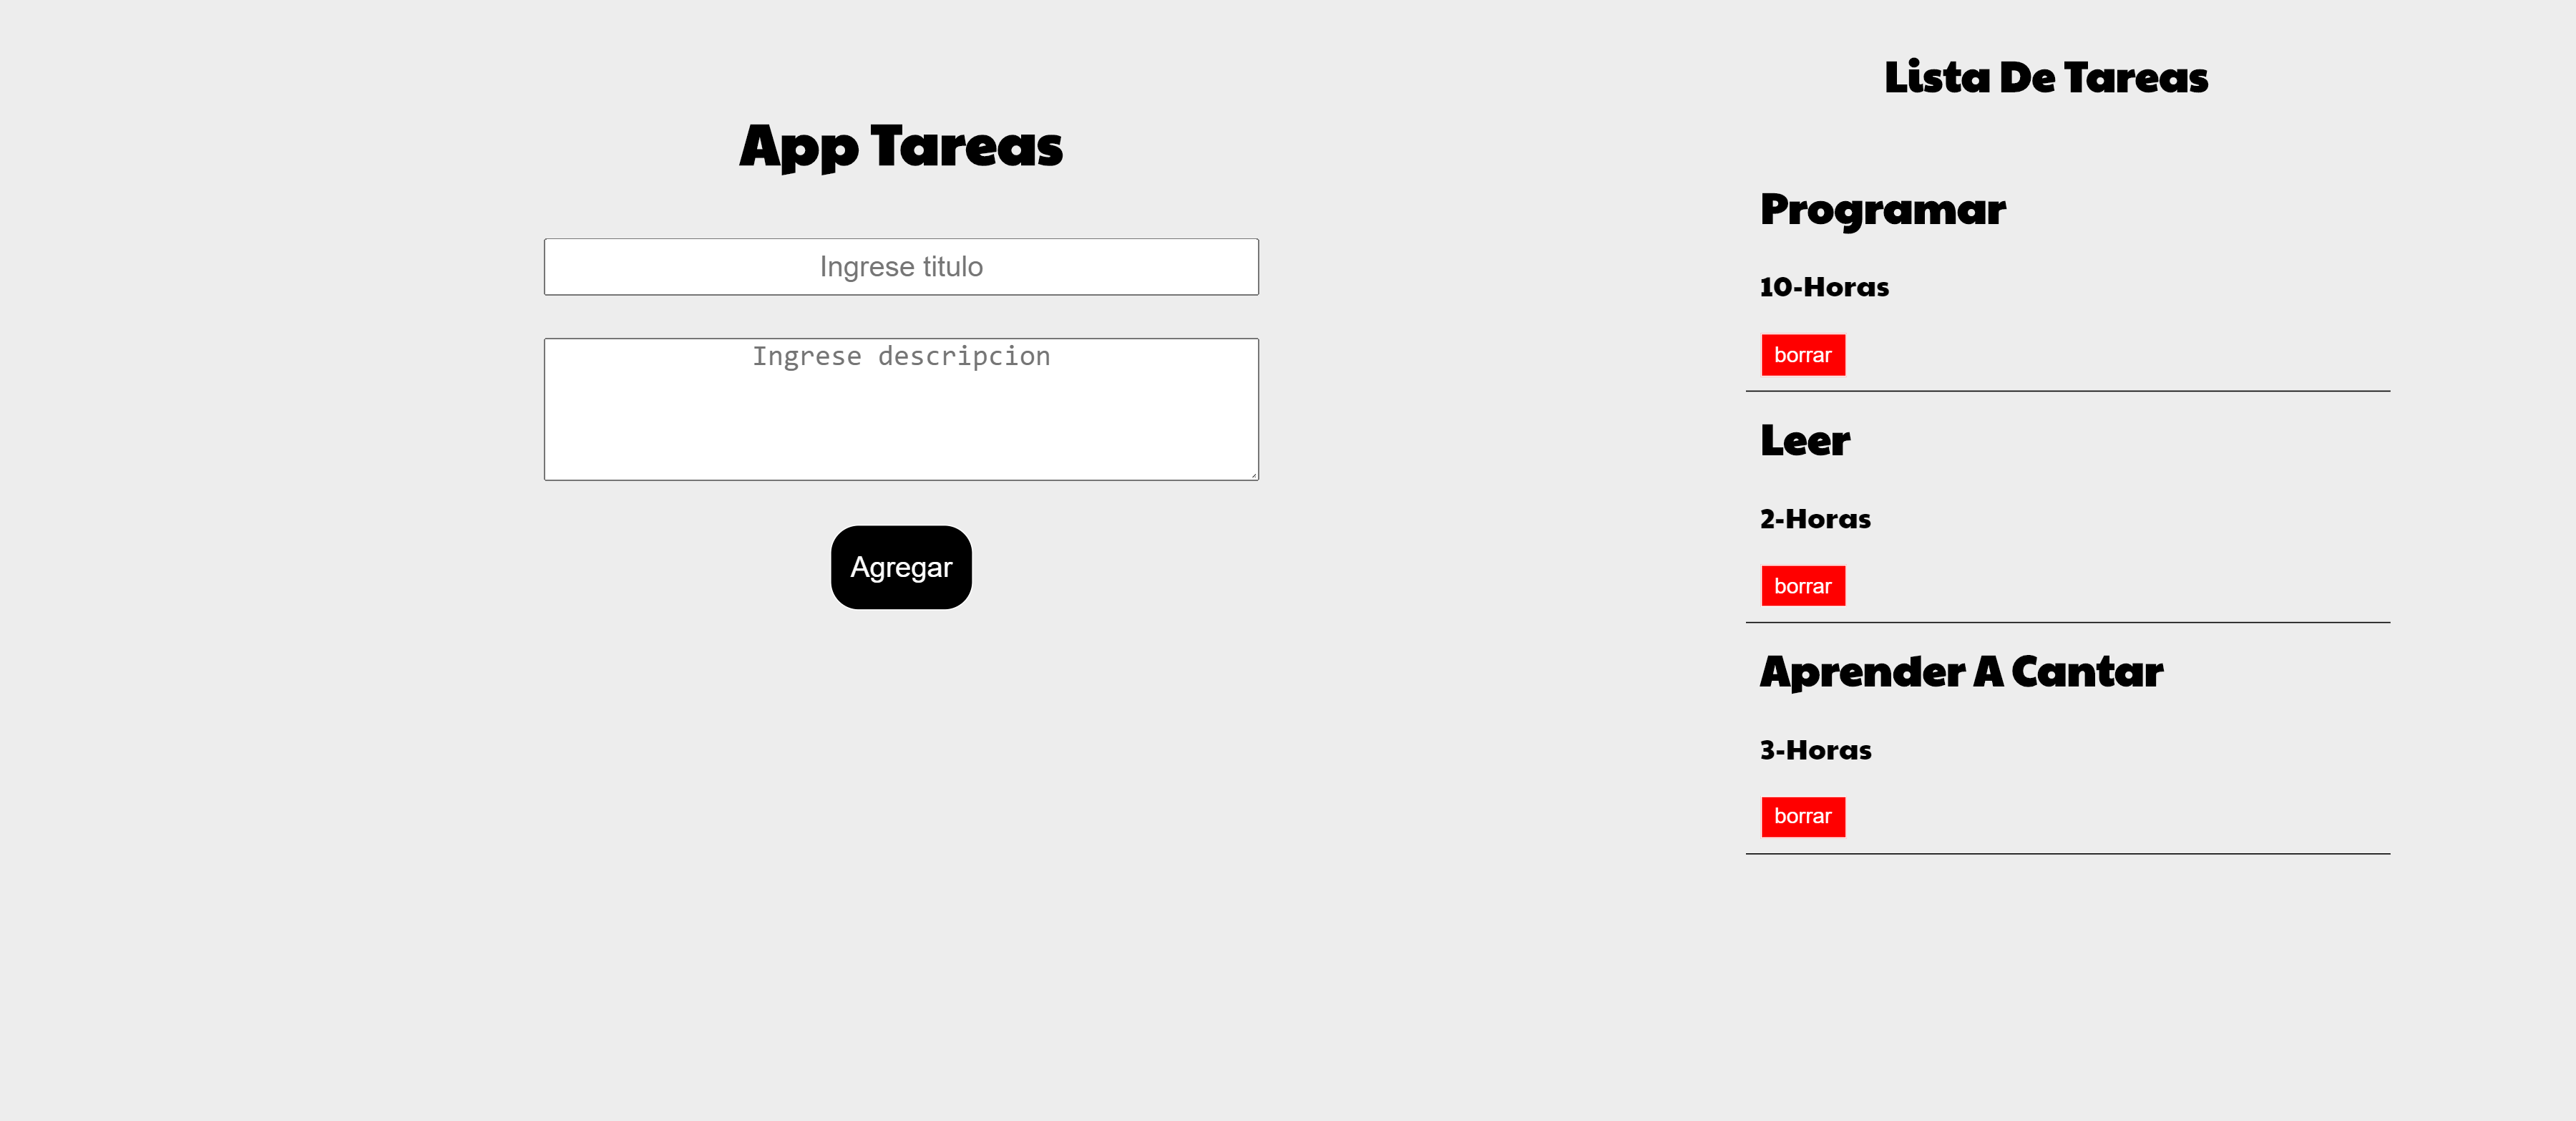 App Tareas
Ingrese titulo
Ingrese descripcion
Agregar
Lista De Tareas
Programar
10-Horas
borrar
Leer
2-Horas
borrar
Aprender A Cantar
3-Horas
borrar